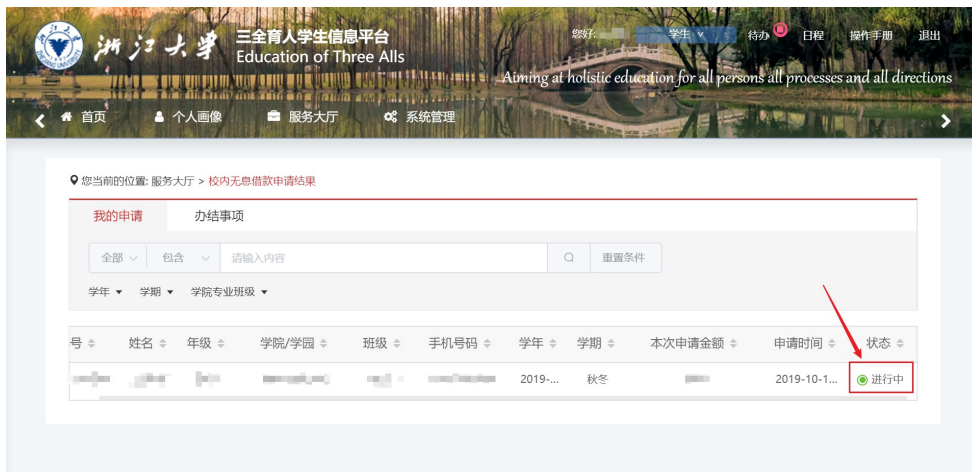 浙江大学
三全育人学生信息平台
Education of Three Alls
您好:
学生 v
待办
日程
操作手册
退出
Aiming at holistic education for all persons all processes and all directions
首页
个人画像
服务大厅
系统管理
您当前的位置: 服务大厅 > 校内无息借款申请结果
我的申请
办结事项
全部
包含
请输入内容
重置条件
学年
学期
学院专业班级
号 姓名 年级 学院/学园 班级 手机号码 学年 学期 本次申请金额 申请时间 状态
2019-... 秋冬 2019-10-1... 进行中